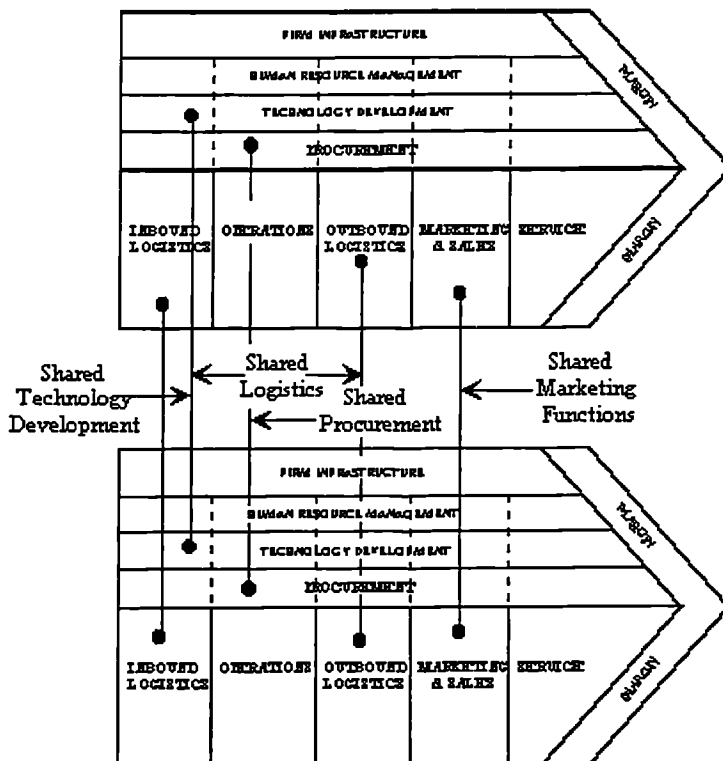 FIRM INFRASTRUCTURE
HUMAN RESOURCE MANAGEMENT
TECHNOLOGY DEVELOPMENT
PROCUREMENT
MARGIN
INBOUND
LOGISTICS
OPERATIONS
OUTBOUND
LOGISTICS
MARKETING
& SALES
SERVICE
MARGIN
Shared
Technology
Development
Shared
Logistics
Shared
Procurement
Shared
Marketing
Functions
FIRM INFRASTRUCTURE
HUMAN RESOURCE MANAGEMENT
TECHNOLOGY DEVELOPMENT
PROCUREMENT
MARGIN
INBOUND
LOGISTICS
OPERATIONS
OUTBOUND
LOGISTICS
MARKETING
& SALES
SERVICE
MARGIN